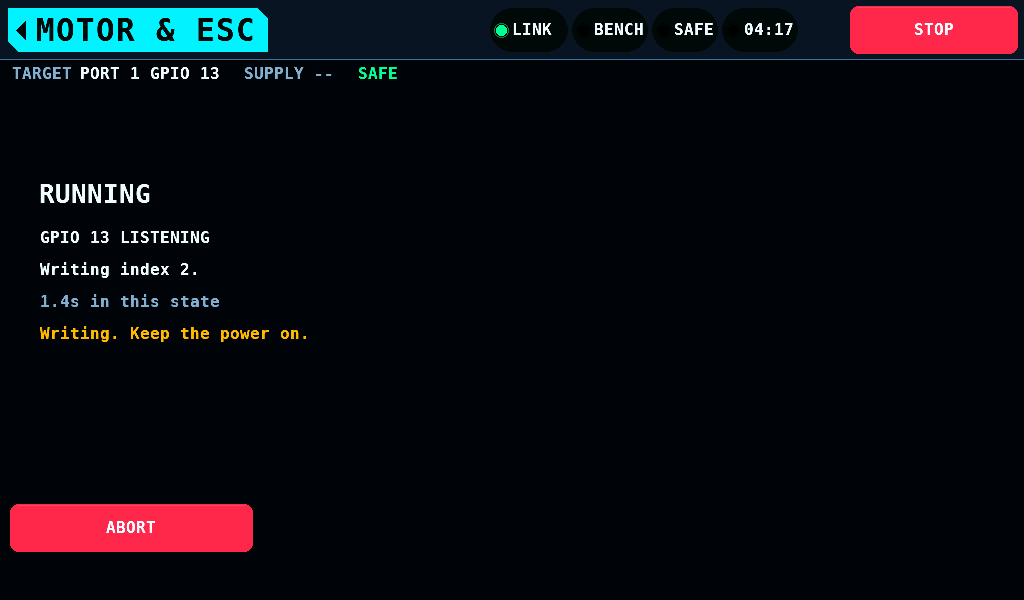 MOTOR & ESC
LINK
BENCH
SAFE
04:17
STOP
TARGET PORT 1 GPIO 13 SUPPLY -- SAFE
RUNNING
GPIO 13 LISTENING
Writing index 2.
1.4s in this state
Writing. Keep the power on.
ABORT